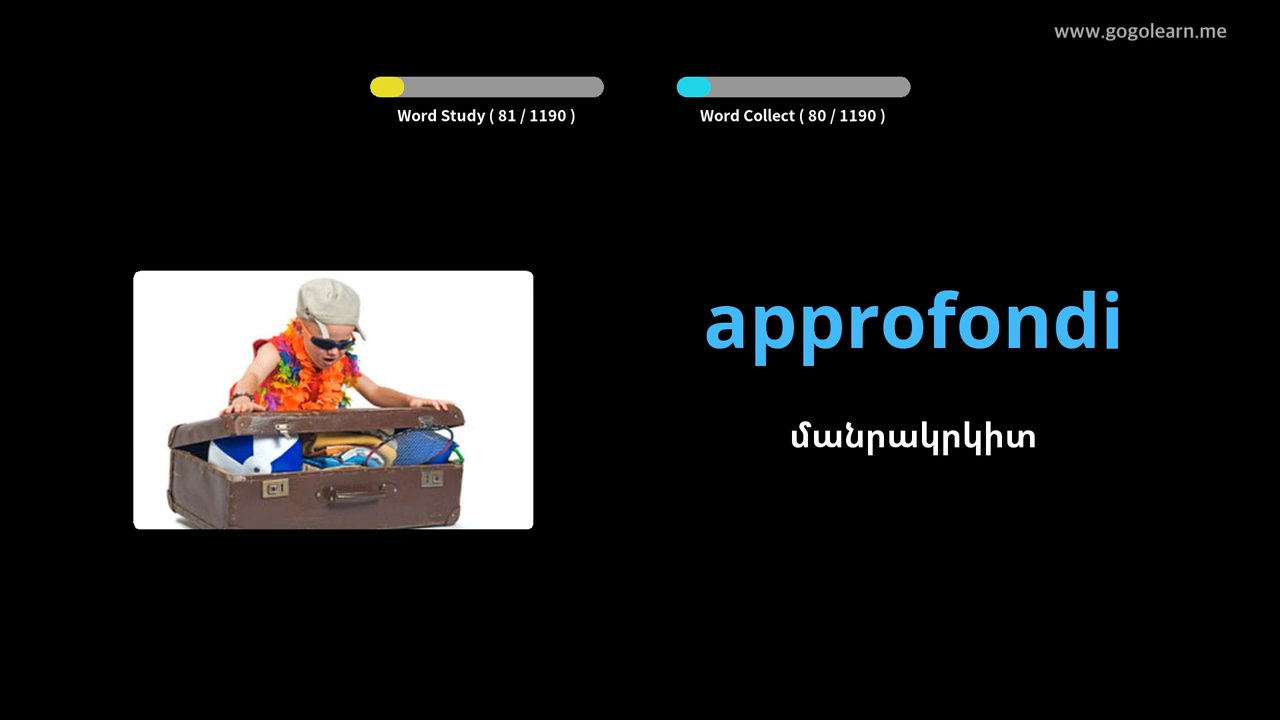 www.gogolearn.me
Word Study ( 81 / 1190 )
Word Collect ( 80 / 1190 )
approfondi
մանրակրկիտ